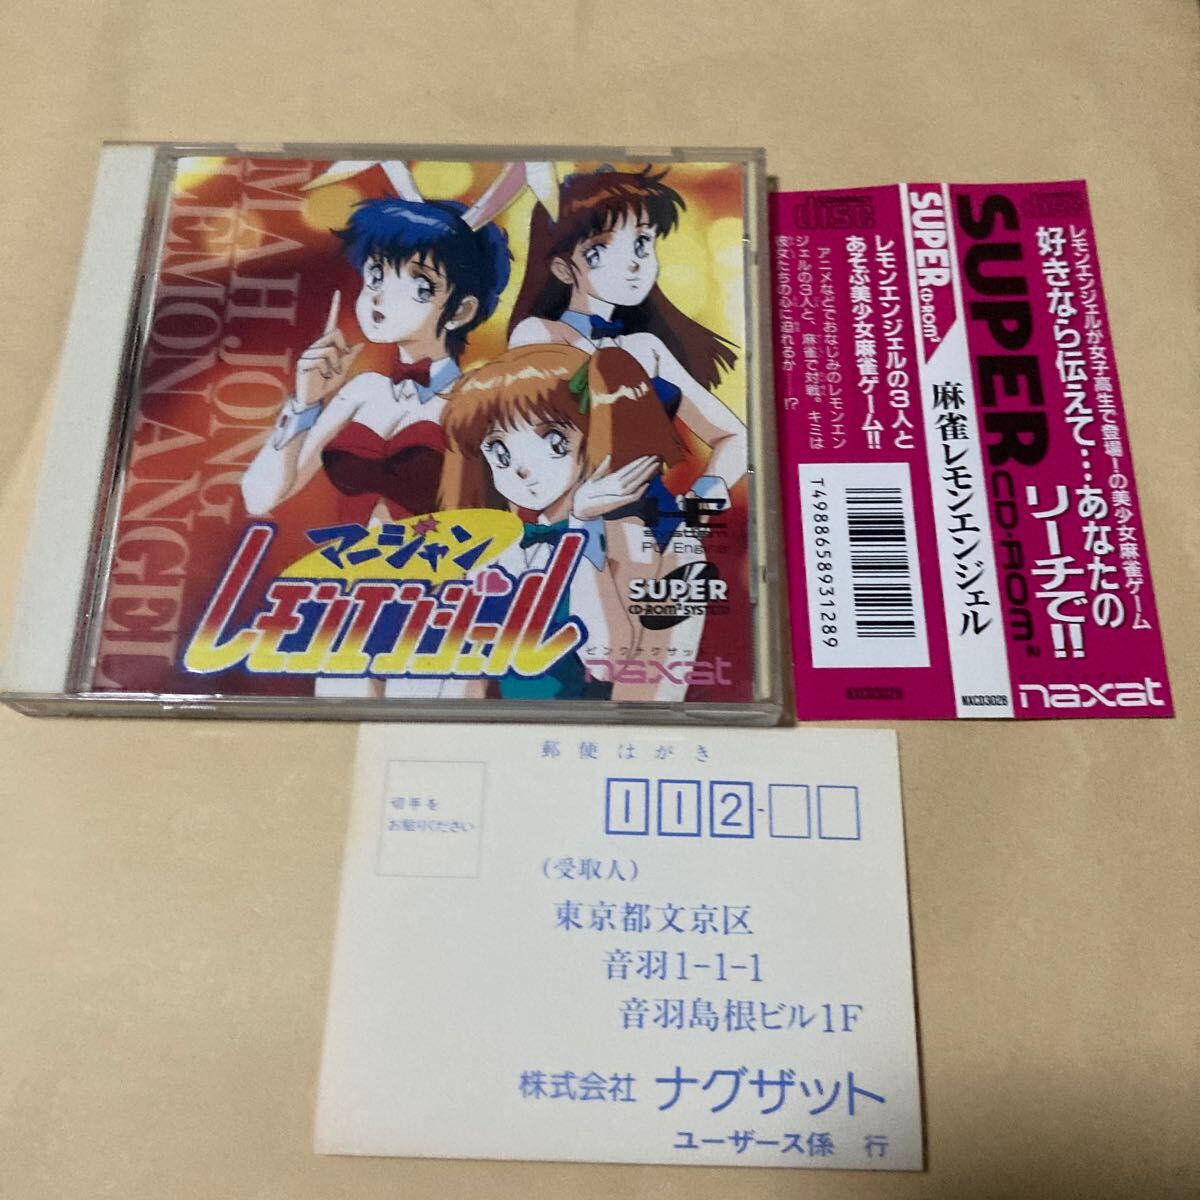 MAHJONG
LEMON ANGEL
マージャン
レモンエンジェル
HE
system
PC Engine
SUPER
CD-ROM² SYSTEM
ピンクナグザット
naxat
disc
レモンエンジェルの3人と
あそぶ美少女麻雀ゲーム!!
アニメなどでおなじみのレモンエン
ジェルの3人と、麻雀で対戦。キミは
彼女たちの心に迫れるか──!?
T4988658931289
NXCD3026
SUPER
CD-ROM²
麻雀レモンエンジェル
NXCD3026
SUPER CD-ROM²
disc
レモンエンジェルが女子高生で登場!の美少女麻雀ゲーム
好きなら伝えて…あなたの
リーチで!!
naxat
郵便はがき
切手を
お貼りください
112-
(受取人)
東京都文京区
音羽1-1-1
音羽島根ビル1F
株式会社 ナグザット
ユーザース係 行